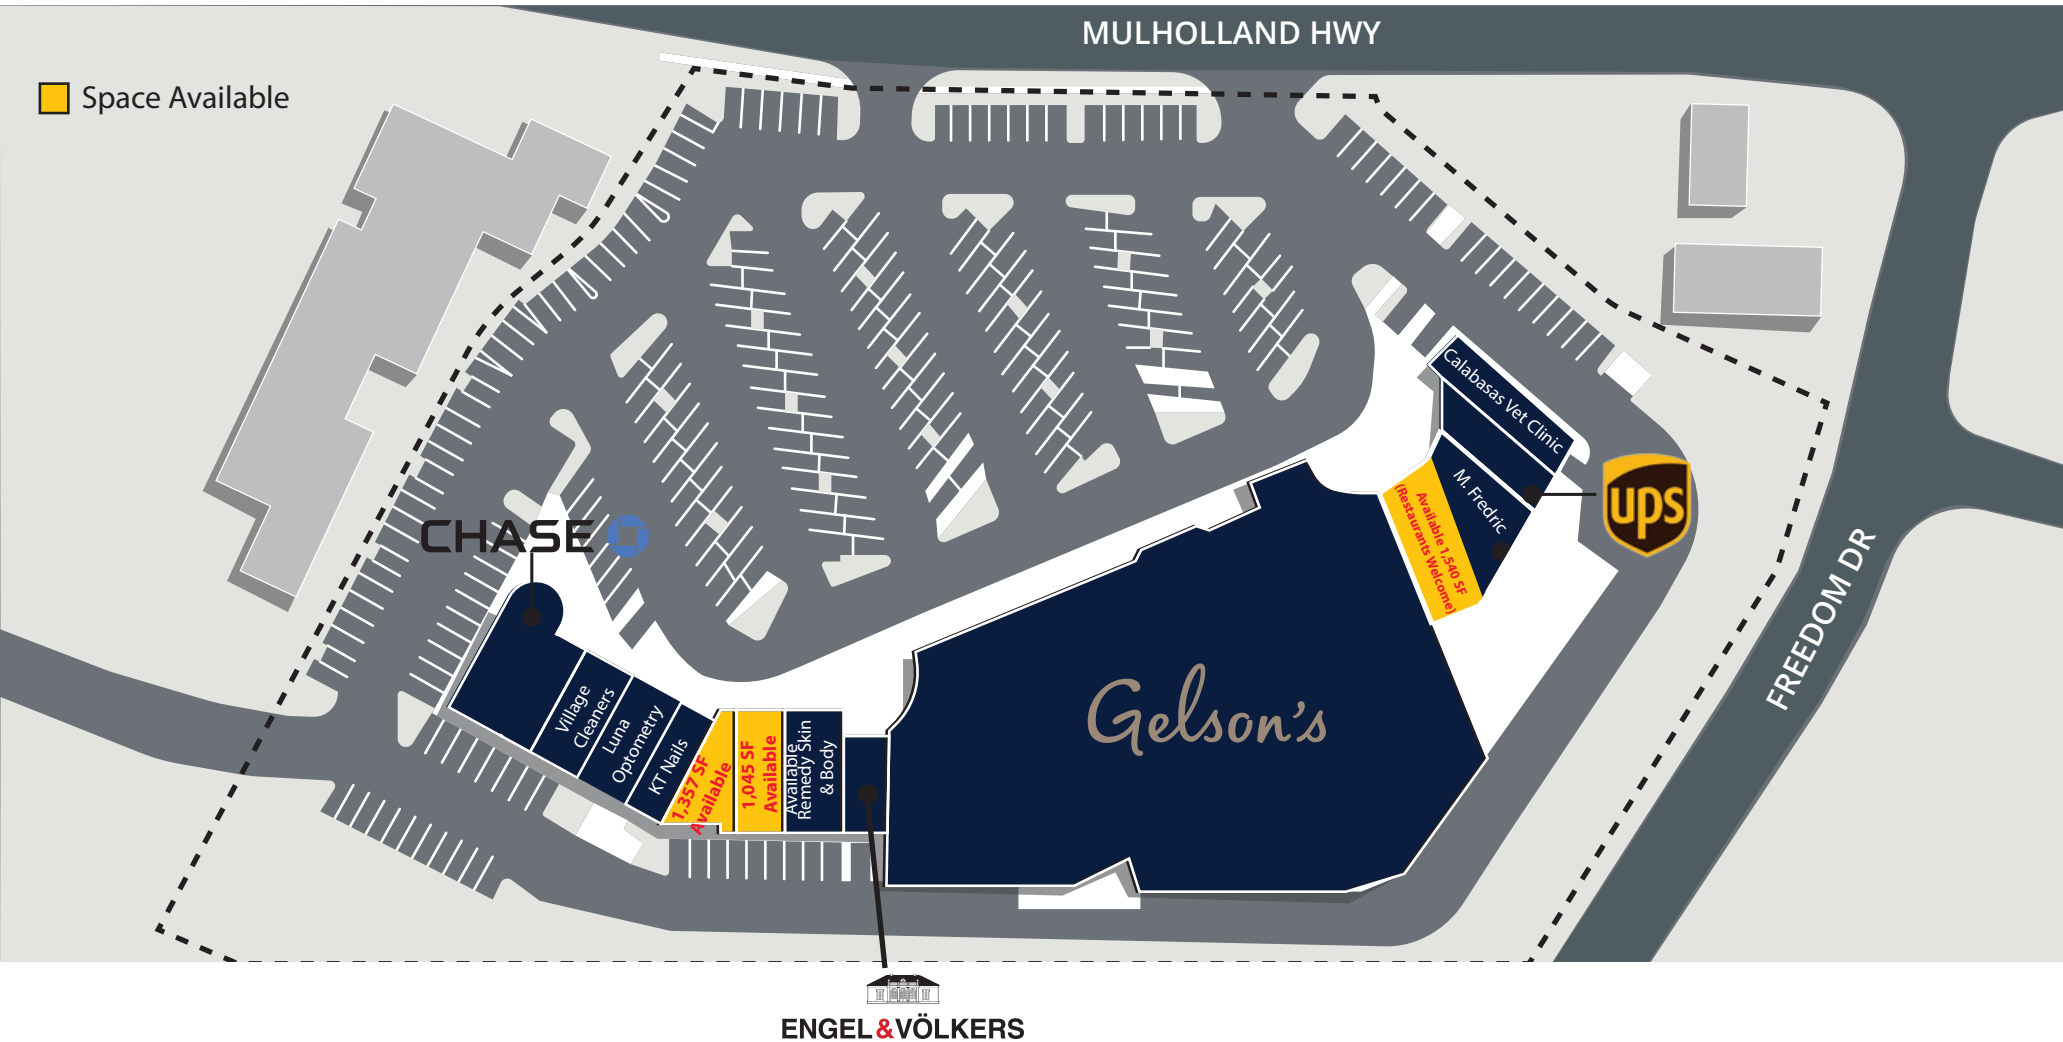 MULHOLLAND HWY
Space Available
Calabasas Vet Clinic
M. Fredric
ups
Available 1,540 SF
(Restaurants Welcome)
CHASE
FREEDOM DR
Village
Cleaners
Luna
Optometry
KT Nails
1,357 SF
Available
1,045 SF
Available
Available
Remedy Skin
& Body
Gelson's
ENGEL&VÖLKERS